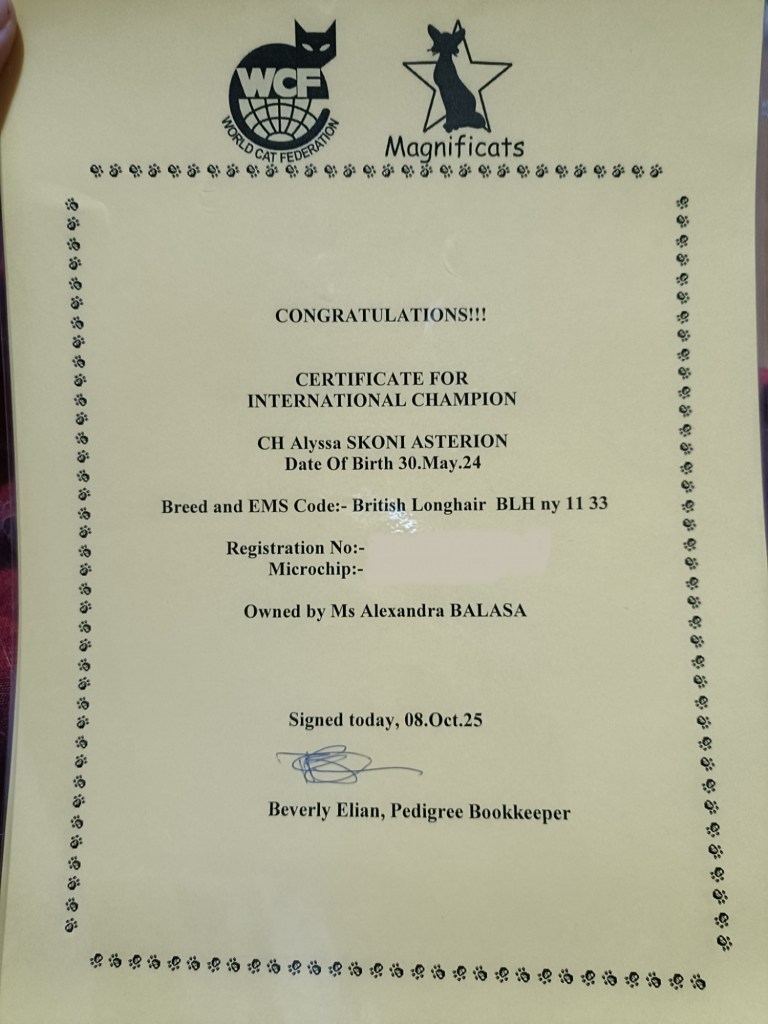 WCF
WORLD CAT FEDERATION
Magnificats
CONGRATULATIONS!!!
CERTIFICATE FOR
INTERNATIONAL CHAMPION
CH Alyssa SKONI ASTERION
Date Of Birth 30.May.24
Breed and EMS Code:- British Longhair BLH ny 11 33
Registration No:-
Microchip:-
Owned by Ms Alexandra BALASA
Signed today, 08.Oct.25
Beverly Elian, Pedigree Bookkeeper